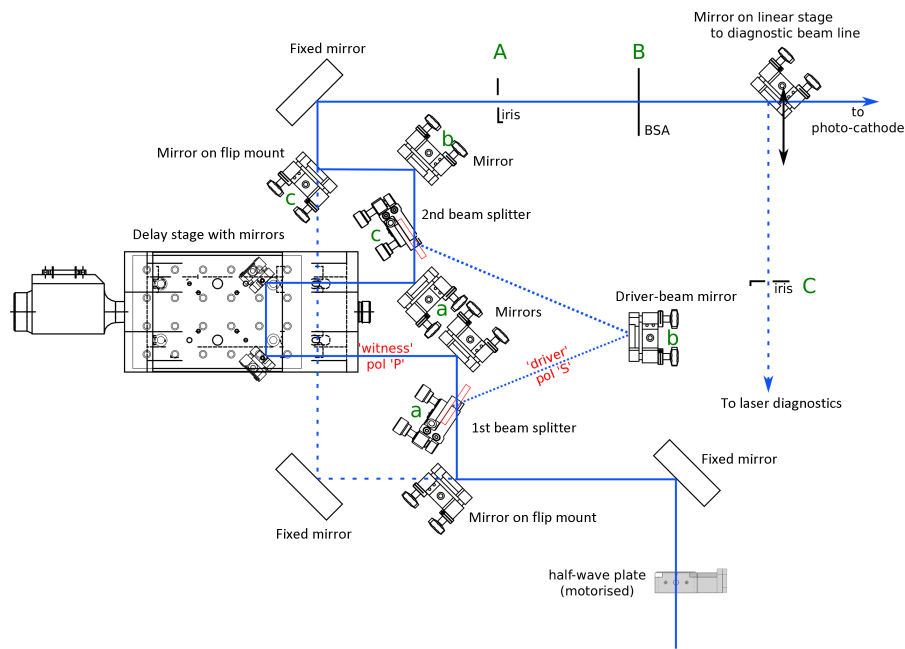 Mirror on linear stage
to diagnostic beam line
Fixed mirror
A
B
iris
BSA
to
photo-cathode
b
Mirror
Mirror on flip mount
c
2nd beam splitter
c
Delay stage with mirrors
iris
C
Driver-beam mirror
a
Mirrors
b
'witness'
pol 'P'
'driver'
pol 'S'
To laser diagnostics
a
1st beam splitter
Fixed mirror
Mirror on flip mount
Fixed mirror
half-wave plate
(motorised)